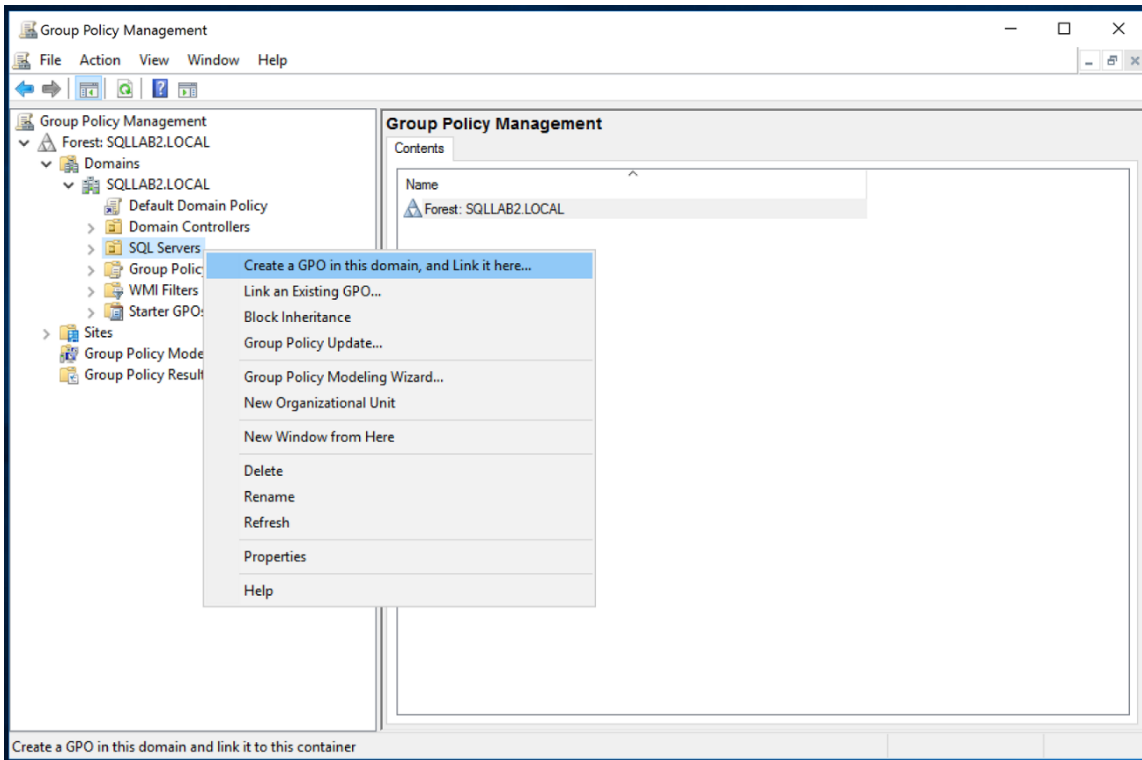 Group Policy Management
File Action View Window Help
Group Policy Management
Forest: SQLLAB2.LOCAL
Domains
SQLLAB2.LOCAL
Default Domain Policy
Domain Controllers
SQL Servers
Group Polic
WMI Filters
Starter GPO
Sites
Group Policy Mode
Group Policy Result
Create a GPO in this domain, and Link it here...
Link an Existing GPO...
Block Inheritance
Group Policy Update...
Group Policy Modeling Wizard...
New Organizational Unit
New Window from Here
Delete
Rename
Refresh
Properties
Help
Group Policy Management
Contents
Name
Forest: SQLLAB2.LOCAL
Create a GPO in this domain and link it to this container